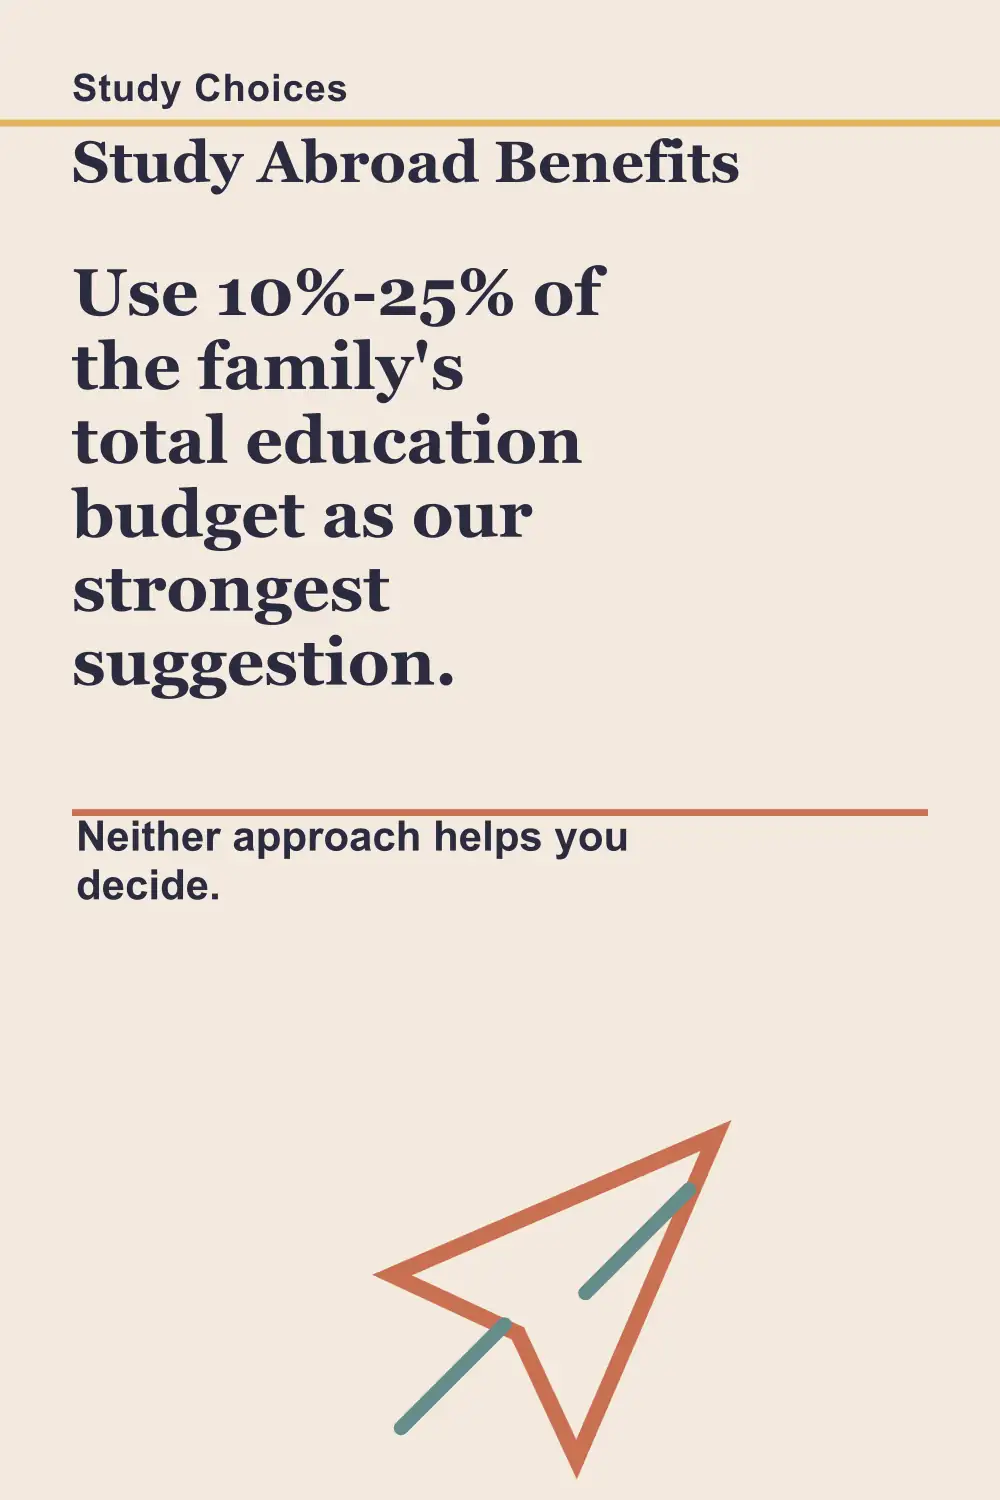 Study Choices
Study Abroad Benefits
Use 10%-25% of
the family's
total education
budget as our
strongest
suggestion.
Neither approach helps you
decide.